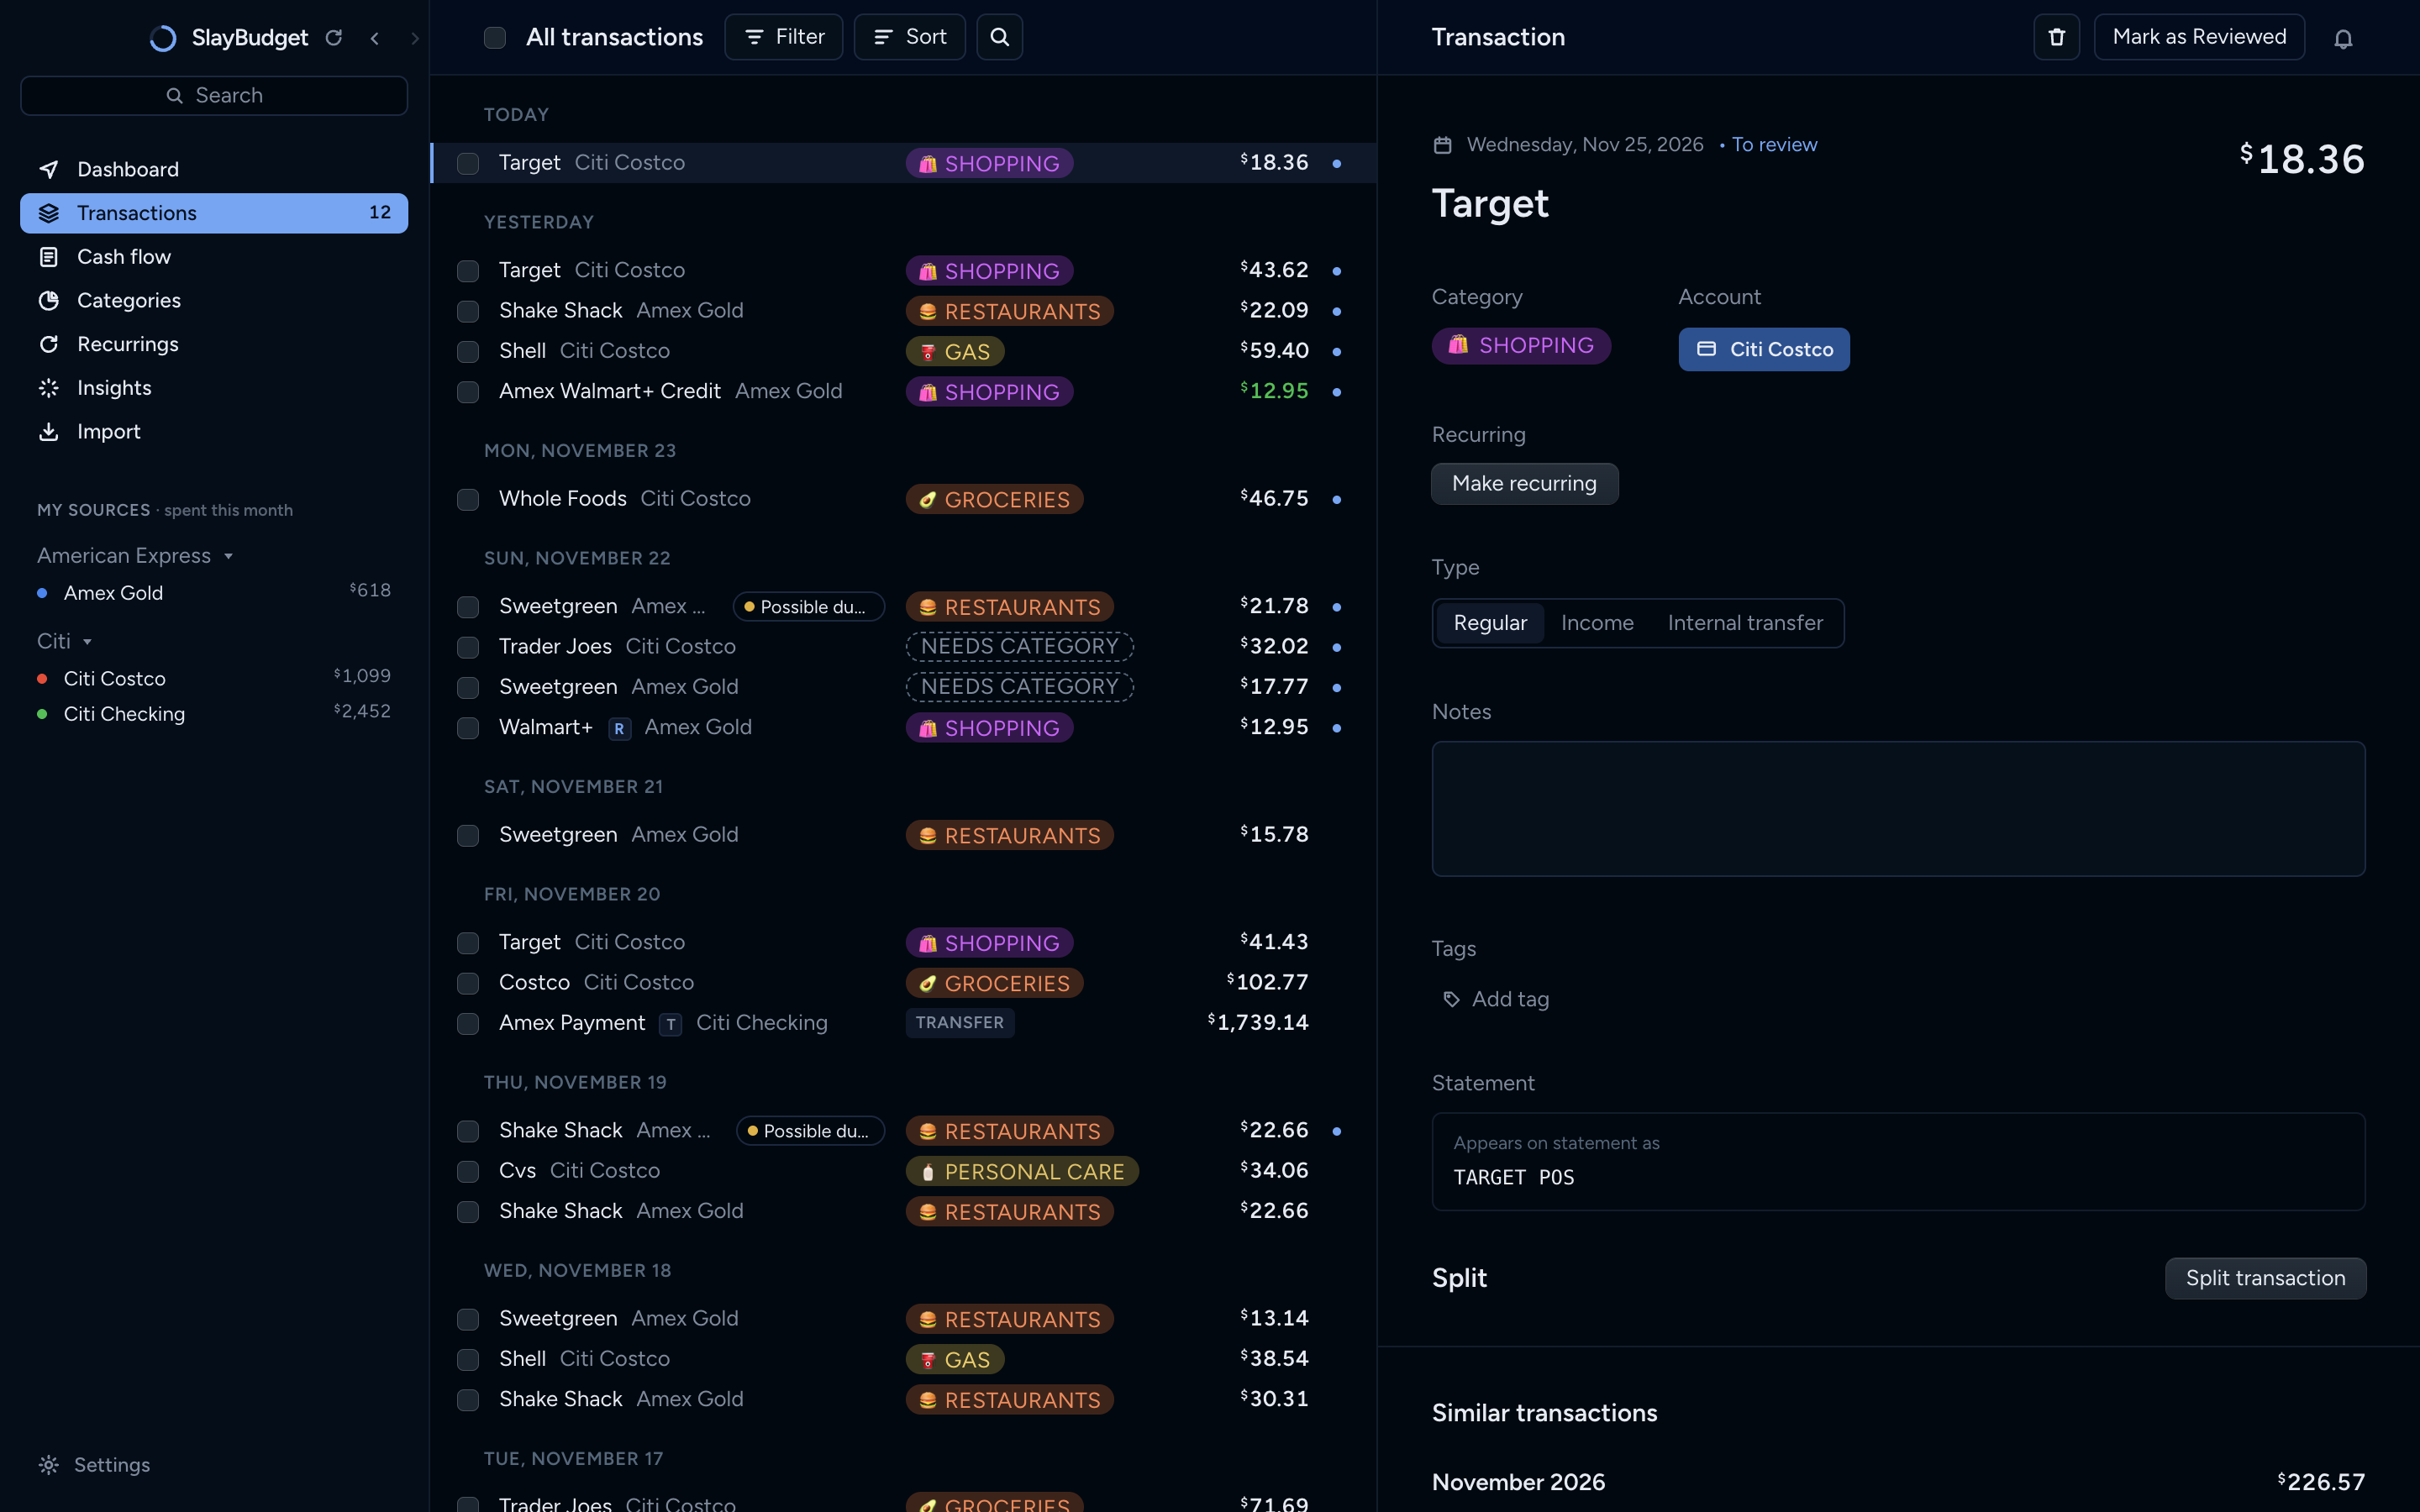 SlayBudget
Search
Dashboard
Transactions 12
Cash flow
Categories
Recurrings
Insights
Import
MY SOURCES · spent this month
American Express
Amex Gold $618
Citi
Citi Costco $1,099
Citi Checking $2,452
Settings
All transactions Filter Sort
TODAY
Target Citi Costco SHOPPING $18.36
YESTERDAY
Target Citi Costco SHOPPING $43.62
Shake Shack Amex Gold RESTAURANTS $22.09
Shell Citi Costco GAS $59.40
Amex Walmart+ Credit Amex Gold SHOPPING $12.95
MON, NOVEMBER 23
Whole Foods Citi Costco GROCERIES $46.75
SUN, NOVEMBER 22
Sweetgreen Amex ... Possible du... RESTAURANTS $21.78
Trader Joes Citi Costco NEEDS CATEGORY $32.02
Sweetgreen Amex Gold NEEDS CATEGORY $17.77
Walmart+ R Amex Gold SHOPPING $12.95
SAT, NOVEMBER 21
Sweetgreen Amex Gold RESTAURANTS $15.78
FRI, NOVEMBER 20
Target Citi Costco SHOPPING $41.43
Costco Citi Costco GROCERIES $102.77
Amex Payment T Citi Checking TRANSFER $1,739.14
THU, NOVEMBER 19
Shake Shack Amex ... Possible du... RESTAURANTS $22.66
Cvs Citi Costco PERSONAL CARE $34.06
Shake Shack Amex Gold RESTAURANTS $22.66
WED, NOVEMBER 18
Sweetgreen Amex Gold RESTAURANTS $13.14
Shell Citi Costco GAS $38.54
Shake Shack Amex Gold RESTAURANTS $30.31
TUE, NOVEMBER 17
Trader Joes Citi Costco GROCERIES $71.69
Transaction Mark as Reviewed
Wednesday, Nov 25, 2026 • To review $18.36
Target
Category Account
SHOPPING Citi Costco
Recurring
Make recurring
Type
Regular Income Internal transfer
Notes
Tags
Add tag
Statement
Appears on statement as
TARGET POS
Split Split transaction
Similar transactions
November 2026 $226.57